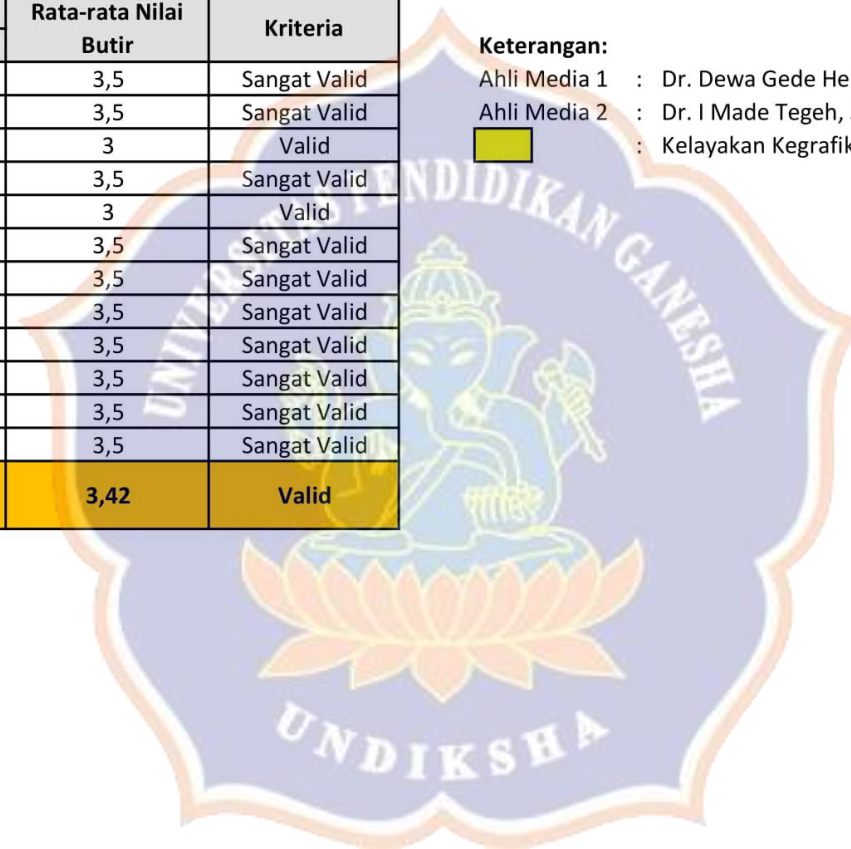 Rata-rata Nilai
Butir
Kriteria
3,5 Sangat Valid
3,5 Sangat Valid
3 Valid
3,5 Sangat Valid
3 Valid
3,5 Sangat Valid
3,5 Sangat Valid
3,5 Sangat Valid
3,5 Sangat Valid
3,5 Sangat Valid
3,5 Sangat Valid
3,5 Sangat Valid
3,42 Valid
Keterangan:
Ahli Media 1 : Dr. Dewa Gede He
Ahli Media 2 : Dr. I Made Tegeh,
: Kelayakan Kegrafik
UNIVERSITAS PENDIDIKAN GANESHA
UNDIKSHA